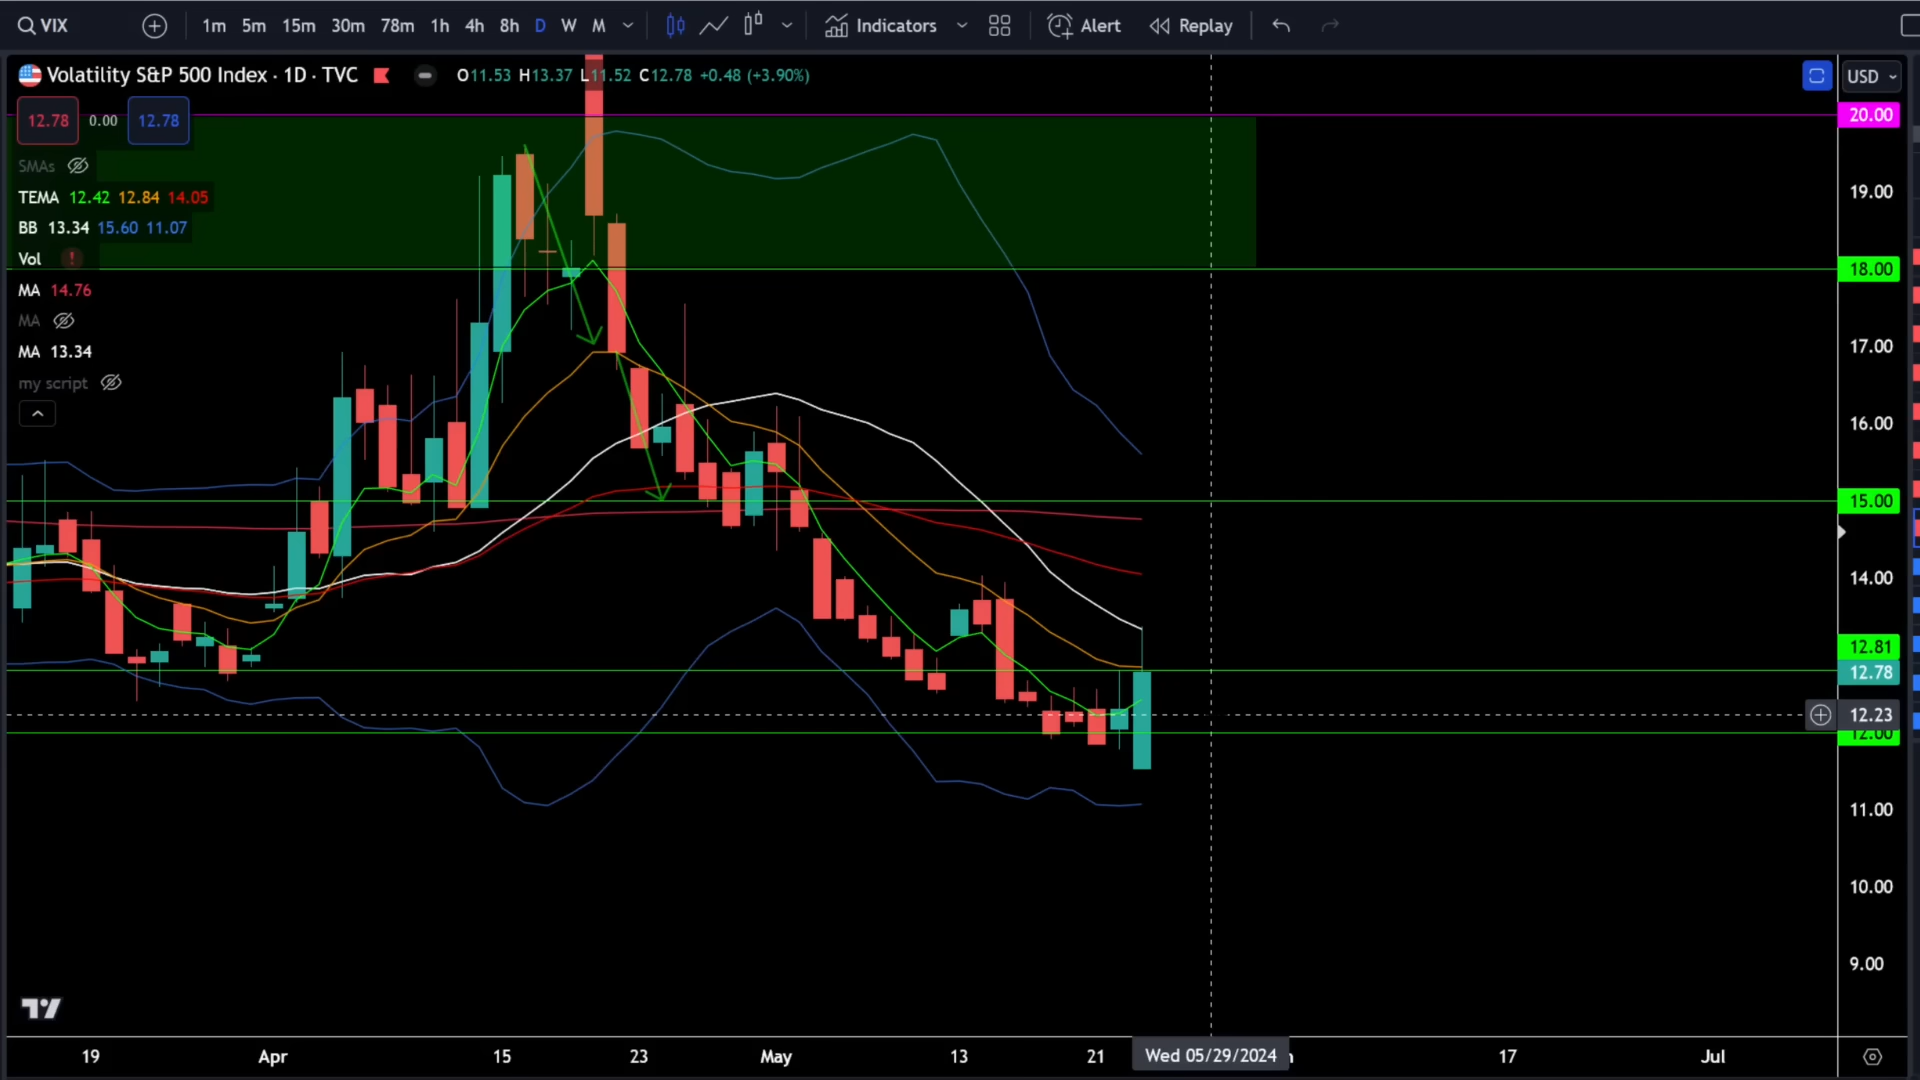 VIX 1m 5m 15m 30m 78m 1h 4h 8h D W M Indicators Alert Replay
Volatility S&P 500 Index · 1D · TVC O11.53 H13.37 L11.52 C12.78 +0.48 (+3.90%) USD
12.78 0.00 12.78
SMAs
TEMA 12.42 12.84 14.05
BB 13.34 15.60 11.07
Vol !
MA 14.76
MA
MA 13.34
my script
20.00
19.00
18.00
17.00
16.00
15.00
14.00
12.81
12.78
12.23
12.00
11.00
10.00
9.00
19 Apr 15 23 May 13 21 Wed 05/29/2024 17 Jul